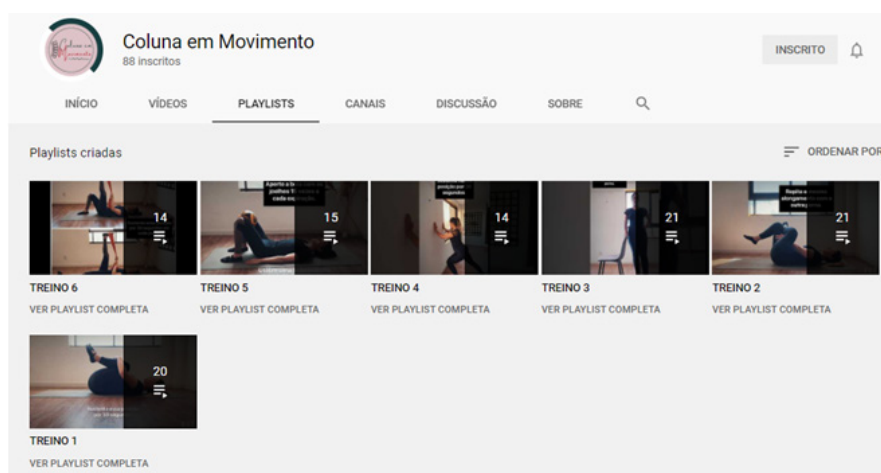 Coluna em Movimento
88 inscritos
INSCRITO
INÍCIO VÍDEOS PLAYLISTS CANAIS DISCUSSÃO SOBRE
Playlists criadas
ORDENAR POR
14 15 14 21 21
TREINO 6 TREINO 5 TREINO 4 TREINO 3 TREINO 2
VER PLAYLIST COMPLETA VER PLAYLIST COMPLETA VER PLAYLIST COMPLETA VER PLAYLIST COMPLETA VER PLAYLIST COMPLETA
20
TREINO 1
VER PLAYLIST COMPLETA